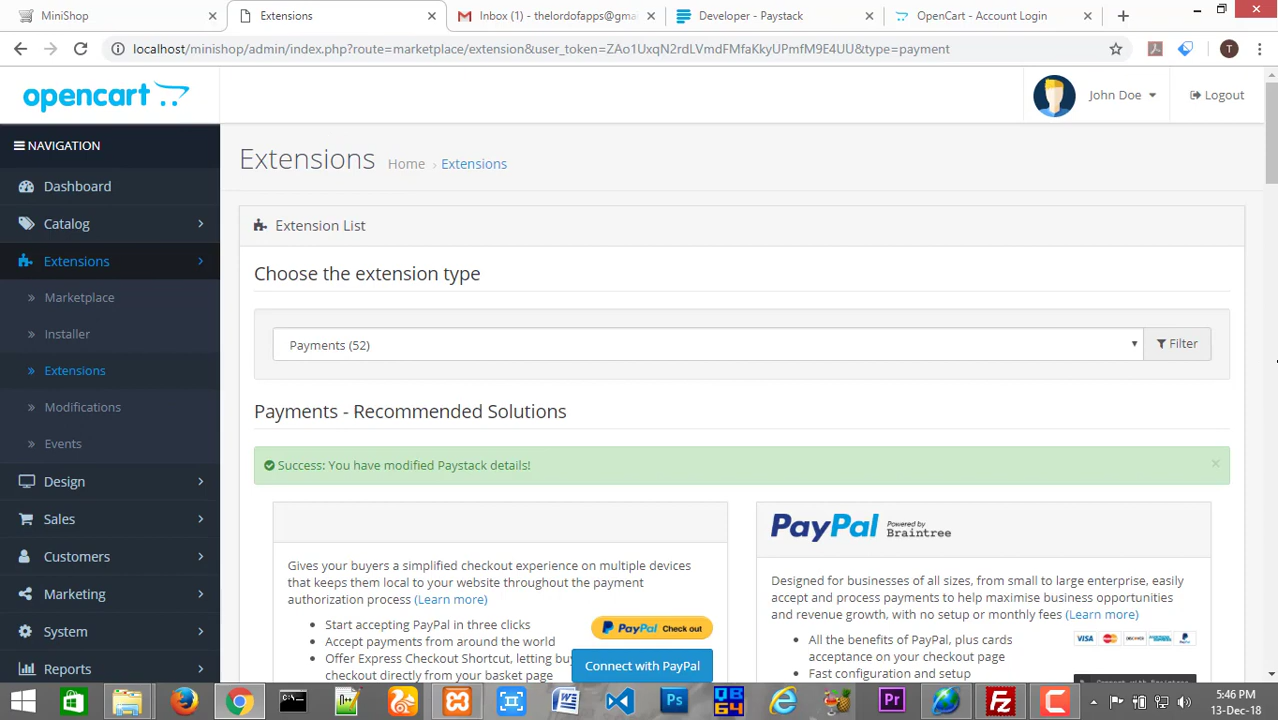 MiniShop
Extensions
Inbox (1) - thelordofapps@gma
Developer - Paystack
OpenCart - Account Login
localhost/minishop/admin/index.php?route=marketplace/extension&user_token=ZAo1UxqN2rdLVmdFMfaKkyUPmfM9E4UU&type=payment
T
opencart
John Doe
Logout
NAVIGATION
Dashboard
Catalog
Extensions
Marketplace
Installer
Extensions
Modifications
Events
Design
Sales
Customers
Marketing
System
Reports
Extensions
Home › Extensions
Extension List
Choose the extension type
Payments (52)
Filter
Payments - Recommended Solutions
Success: You have modified Paystack details!
×
Gives your buyers a simplified checkout experience on multiple devices
that keeps them local to your website throughout the payment
authorization process (Learn more)
• Start accepting PayPal in three clicks
• Accept payments from around the world
• Offer Express Checkout Shortcut, letting bu
checkout directly from your basket page
PayPal Check out
Connect with PayPal
PayPal Powered by
Braintree
Designed for businesses of all sizes, from small to large enterprise, easily
accept and process payments to help maximise business opportunities
and revenue growth, with no setup or monthly fees (Learn more)
• All the benefits of PayPal, plus cards
acceptance on your checkout page
• Fast configuration and setup
VISA
5:46 PM
13-Dec-18
QB
64
Ps
Pr